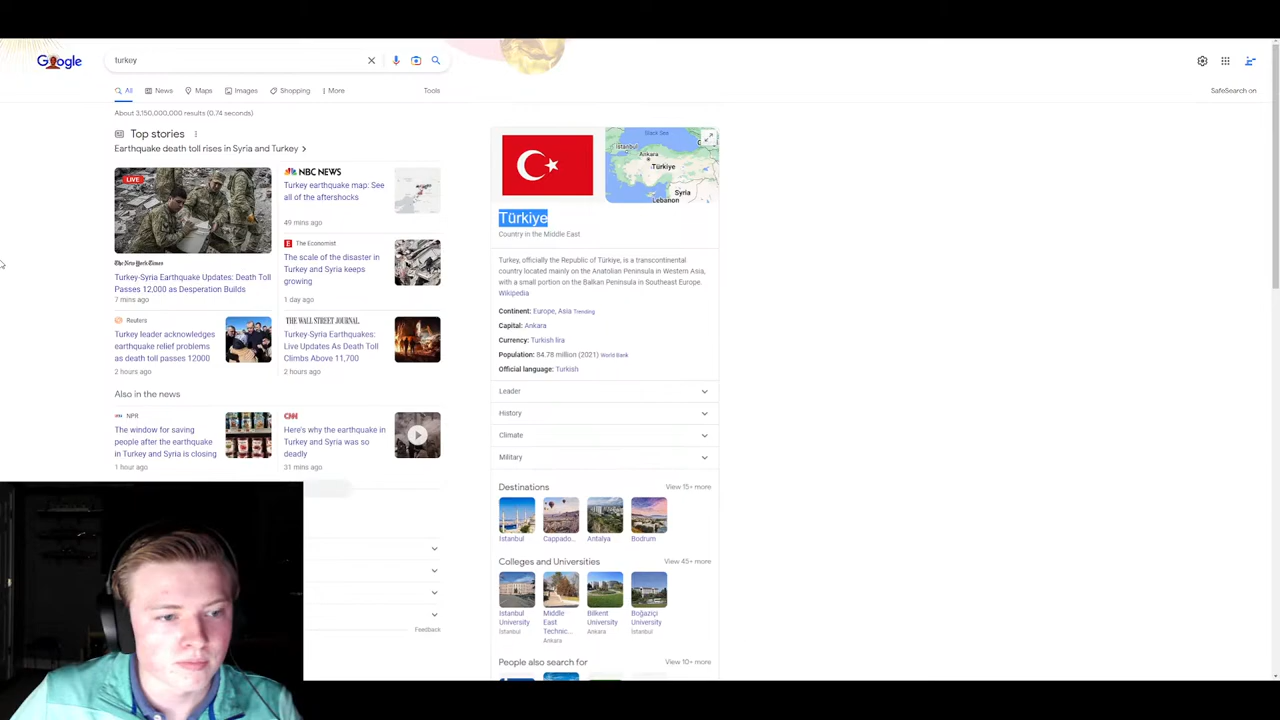 Google
turkey
All
News
Maps
Images
Shopping
More
Tools
SafeSearch on
About 3,150,000,000 results (0.74 seconds)
Top stories
Earthquake death toll rises in Syria and Turkey
LIVE
The New York Times
Turkey-Syria Earthquake Updates: Death Toll
Passes 12,000 as Desperation Builds
7 mins ago
NBC NEWS
Turkey earthquake map: See
all of the aftershocks
49 mins ago
The Economist
The scale of the disaster in
Turkey and Syria keeps
growing
1 day ago
Reuters
Turkey leader acknowledges
earthquake relief problems
as death toll passes 12000
2 hours ago
THE WALL STREET JOURNAL
Turkey-Syria Earthquakes:
Live Updates As Death Toll
Climbs Above 11,700
2 hours ago
Also in the news
NPR
The window for saving
people after the earthquake
in Turkey and Syria is closing
1 hour ago
CNN
Here's why the earthquake in
Turkey and Syria was so
deadly
31 mins ago
Feedback
Black Sea
İstanbul
Ankara
Türkiye
Syria
Lebanon
Türkiye
Country in the Middle East
Turkey, officially the Republic of Türkiye, is a transcontinental
country located mainly on the Anatolian Peninsula in Western Asia,
with a small portion on the Balkan Peninsula in Southeast Europe.
Wikipedia
Continent: Europe, Asia Trending
Capital: Ankara
Currency: Turkish lira
Population: 84.78 million (2021) World Bank
Official language: Turkish
Leader
History
Climate
Military
Destinations
View 15+ more
Istanbul
Cappado...
Antalya
Bodrum
Colleges and Universities
View 45+ more
Istanbul
University
İstanbul
Middle
East
Technic...
Ankara
Bilkent
University
Ankara
Boğaziçi
University
İstanbul
People also search for
View 10+ more